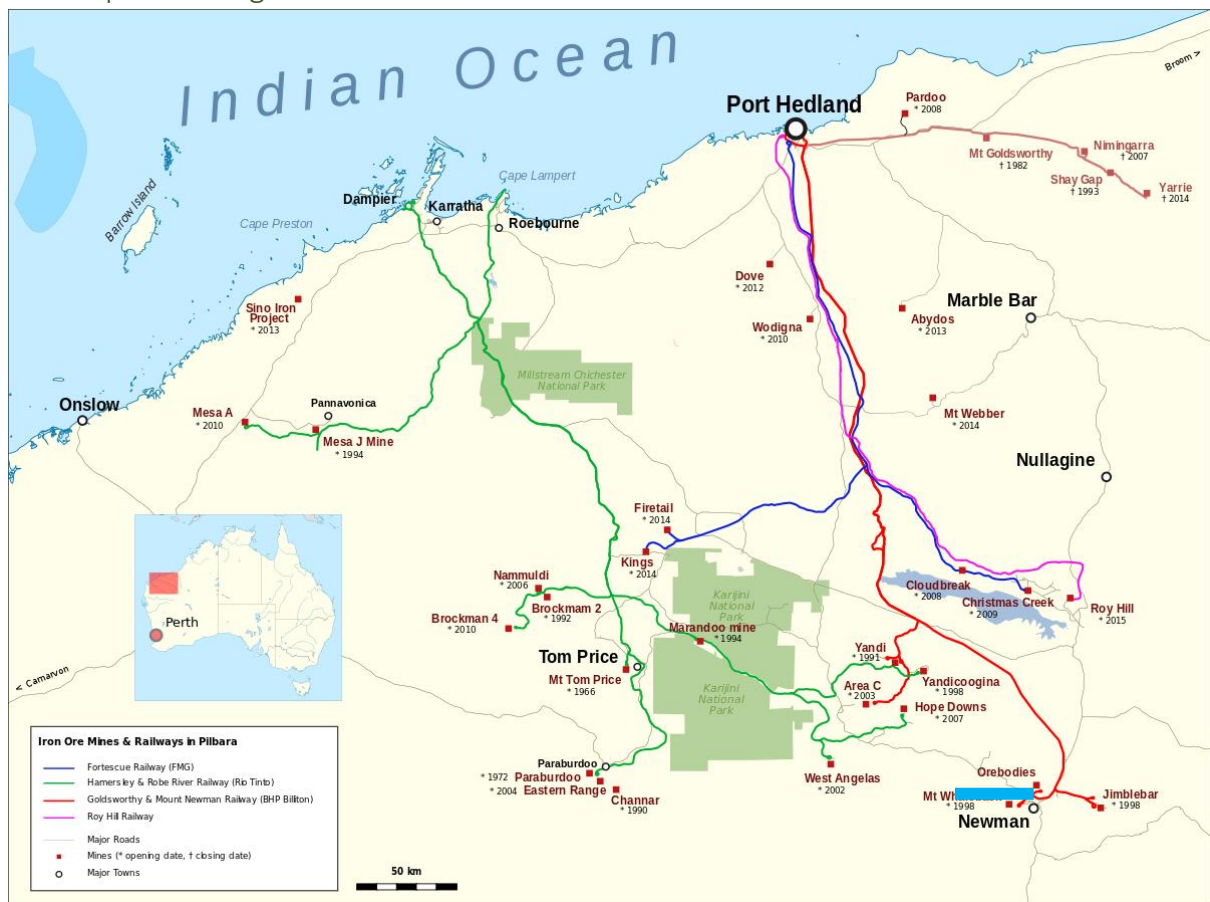 Indian Ocean
Broom >
Port Hedland
Pardoo
* 2008
Mt Goldsworthy
† 1982
Nimingarra
† 2007
Shay Gap
† 1993
Yarrie
† 2014
Barrow Island
Cape Preston
Dampier
Karratha
Cape Lampert
Roebourne
Sino Iron
Project
* 2013
Dove
* 2012
Wodigna
* 2010
Abydos
* 2013
Marble Bar
Millstream Chichester
National Park
Onslow
Mesa A
* 2010
Pannavonica
Mesa J Mine
* 1994
Mt Webber
* 2014
Nullagine
Firetail
* 2014
Kings
* 2014
Perth
Nammuldi
* 2006
Brockmam 2
* 1992
Brockman 4
* 2010
Karijini
National
Park
Marandoo mine
* 1994
Cloudbreak
* 2008
Christmas Creek
* 2009
Roy Hill
* 2015
Tom Price
Mt Tom Price
* 1966
Karijini
National
Park
Yandi
* 1991
Yandicoogina
* 1998
Area C
* 2003
Hope Downs
* 2007
< Camarvon
Paraburdoo
* 1972 Paraburdoo
* 2004 Eastern Range
Channar
* 1990
West Angelas
* 2002
Orebodies
Mt
* 1998
Jimblebar
* 1998
Newman
Iron Ore Mines & Railways in Pilbara
Fortescue Railway (FMG)
Hamersley & Robe River Railway (Rio Tinto)
Goldsworthy & Mount Newman Railway (BHP Billiton)
Roy Hill Railway
Major Roads
Mines (* opening date, † closing date)
Major Towns
50 km